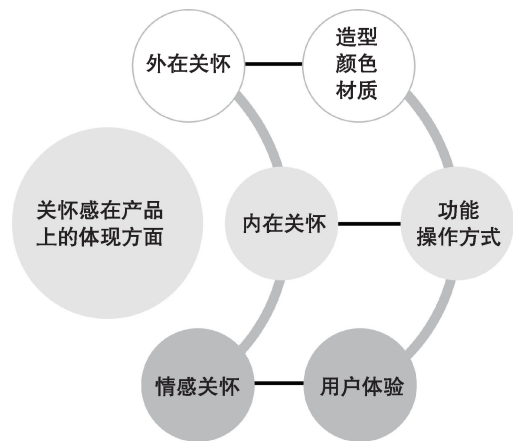 外在关怀
造型
颜色
材质
关怀感在产品
上的体现方面
内在关怀
功能
操作方式
情感关怀
用户体验